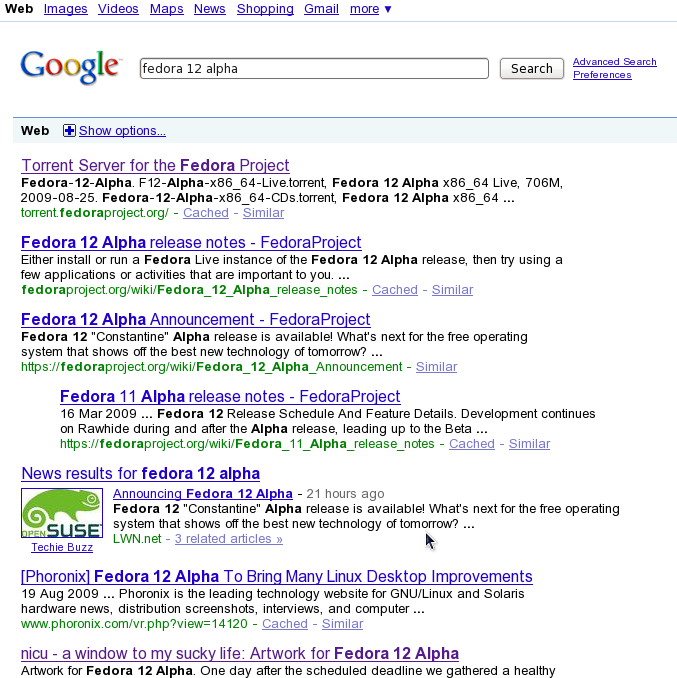 Web Images Videos Maps News Shopping Gmail more ▼
Google fedora 12 alpha Search Advanced Search
Preferences
Web Show options...
Torrent Server for the Fedora Project
Fedora-12-Alpha. F12-Alpha-x86_64-Live.torrent, Fedora 12 Alpha x86_64 Live, 706M,
2009-08-25. Fedora-12-Alpha-x86_64-CDs.torrent, Fedora 12 Alpha x86_64 ...
torrent.fedoraproject.org/ - Cached - Similar
Fedora 12 Alpha release notes - FedoraProject
Either install or run a Fedora Live instance of the Fedora 12 Alpha release, then try using a
few applications or activities that are important to you. ...
fedoraproject.org/wiki/Fedora_12_Alpha_release_notes - Cached - Similar
Fedora 12 Alpha Announcement - FedoraProject
Fedora 12 "Constantine" Alpha release is available! What's next for the free operating
system that shows off the best new technology of tomorrow? ...
https://fedoraproject.org/wiki/Fedora_12_Alpha_Announcement - Similar
Fedora 11 Alpha release notes - FedoraProject
16 Mar 2009 ... Fedora 12 Release Schedule And Feature Details. Development continues
on Rawhide during and after the Alpha release, leading up to the Beta ...
https://fedoraproject.org/wiki/Fedora_11_Alpha_release_notes - Cached - Similar
News results for fedora 12 alpha
openSUSE
Techie Buzz
Announcing Fedora 12 Alpha - 21 hours ago
Fedora 12 "Constantine" Alpha release is available! What's next for the free operating
system that shows off the best new technology of tomorrow? ...
LWN.net - 3 related articles »
[Phoronix] Fedora 12 Alpha To Bring Many Linux Desktop Improvements
19 Aug 2009 ... Phoronix is the leading technology website for GNU/Linux and Solaris
hardware news, distribution screenshots, interviews, and computer ...
www.phoronix.com/vr.php?view=14120 - Cached - Similar
nicu - a window to my sucky life: Artwork for Fedora 12 Alpha
Artwork for Fedora 12 Alpha. One day after the scheduled deadline we gathered a healthy